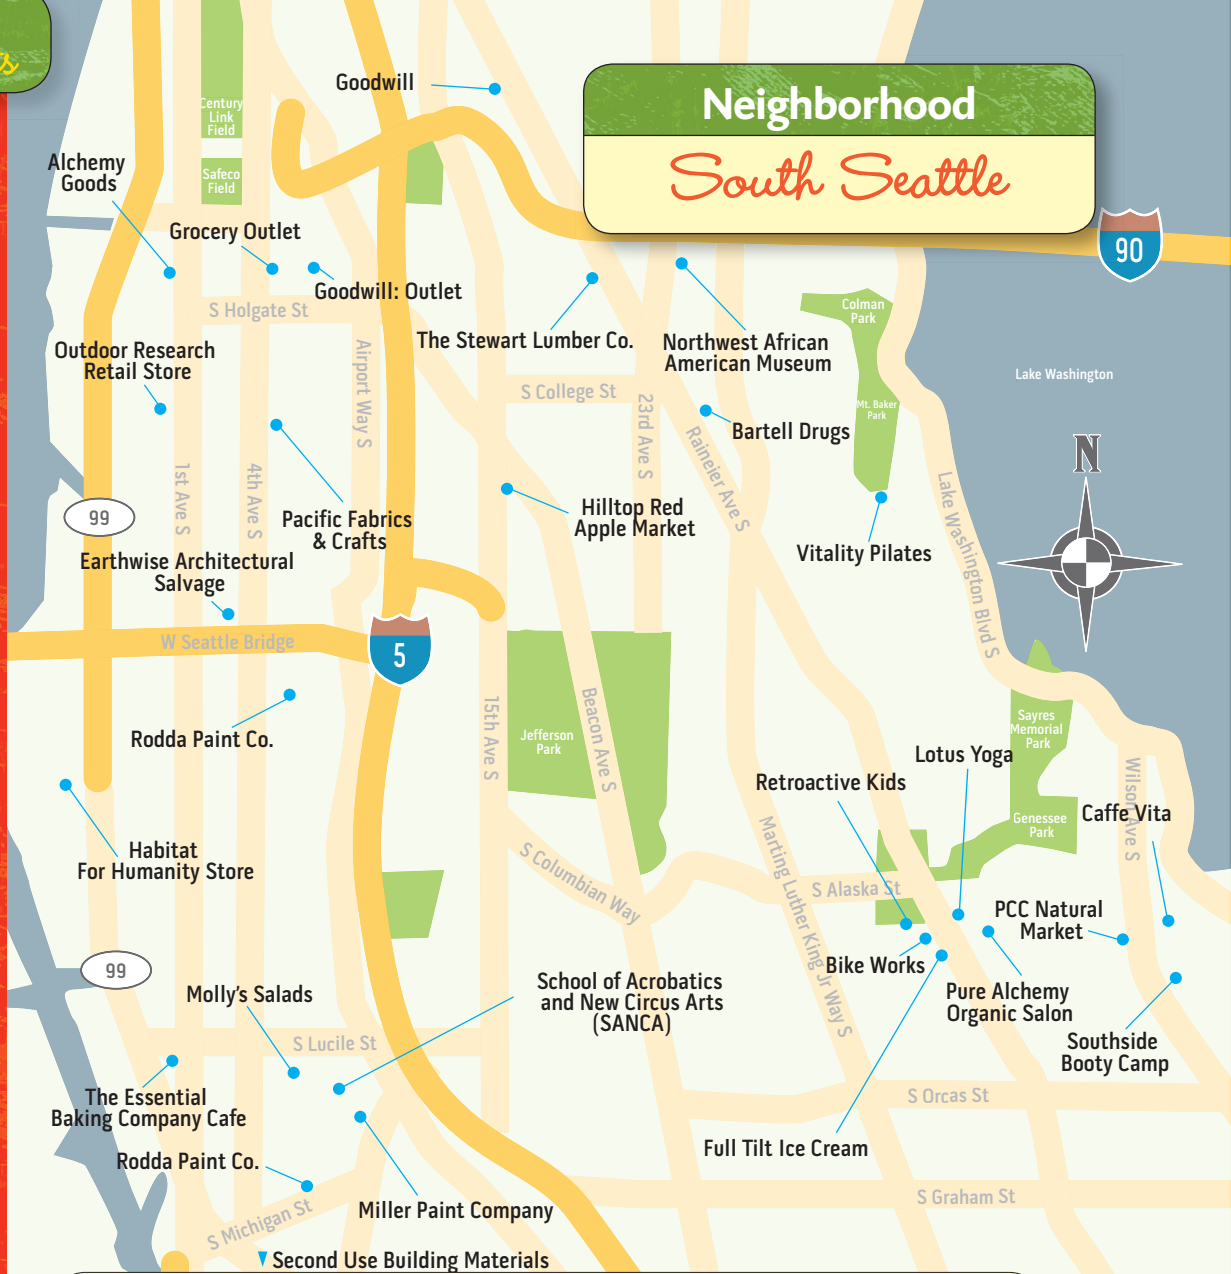 s
Neighborhood
South Seattle
Goodwill
Century
Link
Field
Safeco
Field
Alchemy
Goods
Grocery Outlet
Goodwill: Outlet
90
S Holgate St
The Stewart Lumber Co.
Northwest African
American Museum
Colman
Park
Outdoor Research
Retail Store
Airport Way S
Lake Washington
S College St
23rd Ave S
Mt. Baker
Park
Bartell Drugs
Raineier Ave S
N
1st Ave S
4th Ave S
99
Pacific Fabrics
& Crafts
Hilltop Red
Apple Market
Vitality Pilates
Lake Washington Blvd S
Earthwise Architectural
Salvage
W Seattle Bridge
5
Rodda Paint Co.
15th Ave S
Jefferson
Park
Beacon Ave S
Sayres
Memorial
Park
Lotus Yoga
Retroactive Kids
Wilson Ave S
Caffe Vita
Genessee
Park
Habitat
For Humanity Store
S Columbian Way
Marting Luther King Jr Way S
S Alaska St
PCC Natural
Market
99
Bike Works
School of Acrobatics
and New Circus Arts
(SANCA)
Molly's Salads
Pure Alchemy
Organic Salon
S Lucile St
Southside
Booty Camp
The Essential
Baking Company Cafe
S Orcas St
Full Tilt Ice Cream
Rodda Paint Co.
S Michigan St
Miller Paint Company
S Graham St
Second Use Building Materials